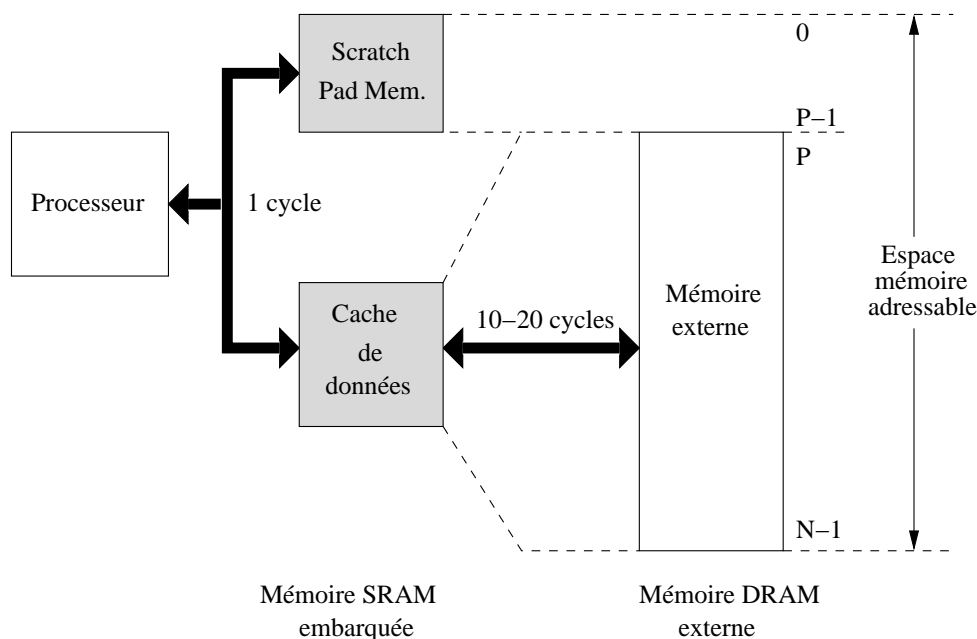 Scratch
Pad Mem.
0
P–1
P
Processeur
1 cycle
Espace
mémoire
adressable
Mémoire
externe
Cache
de
données
10–20 cycles
N–1
Mémoire SRAM
embarquée
Mémoire DRAM
externe